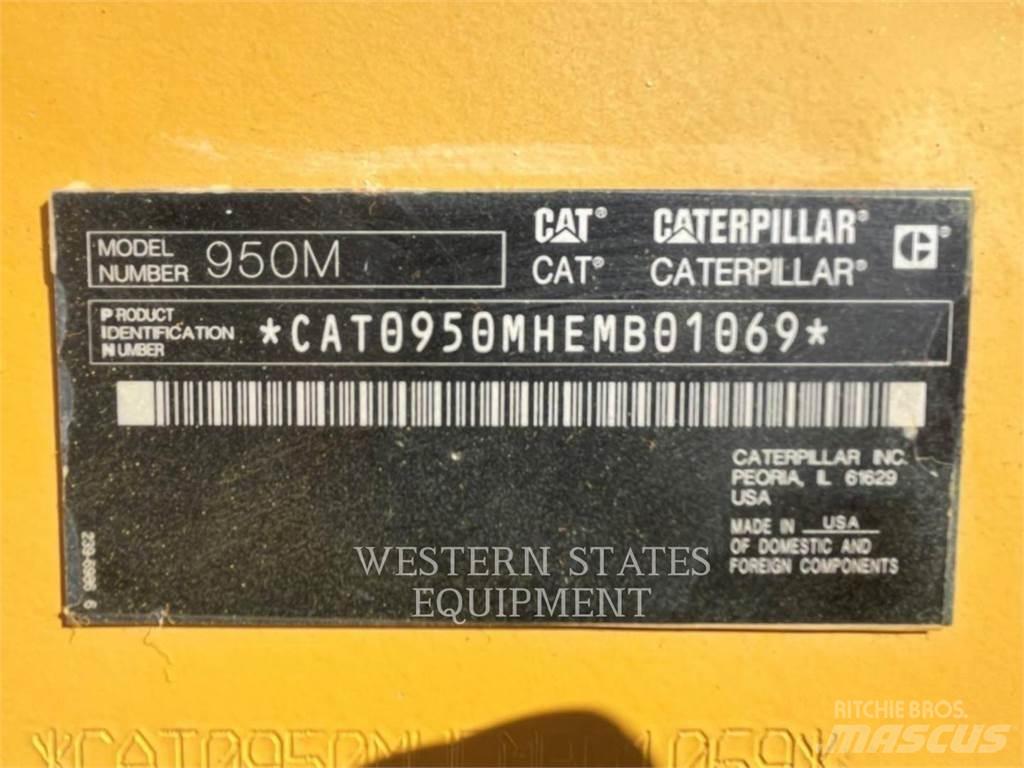 MODEL NUMBER 950M
CAT® CATERPILLAR®
CAT® CATERPILLAR®
PRODUCT IDENTIFICATION NUMBER *CAT0950MHEMB01069*
CATERPILLAR INC.
PEORIA, IL 61629
USA
MADE IN USA
OF DOMESTIC AND
FOREIGN COMPONENTS
WESTERN STATES
EQUIPMENT
*CAT0950MHEMB01069*
RITCHIE BROS.
MASCUS